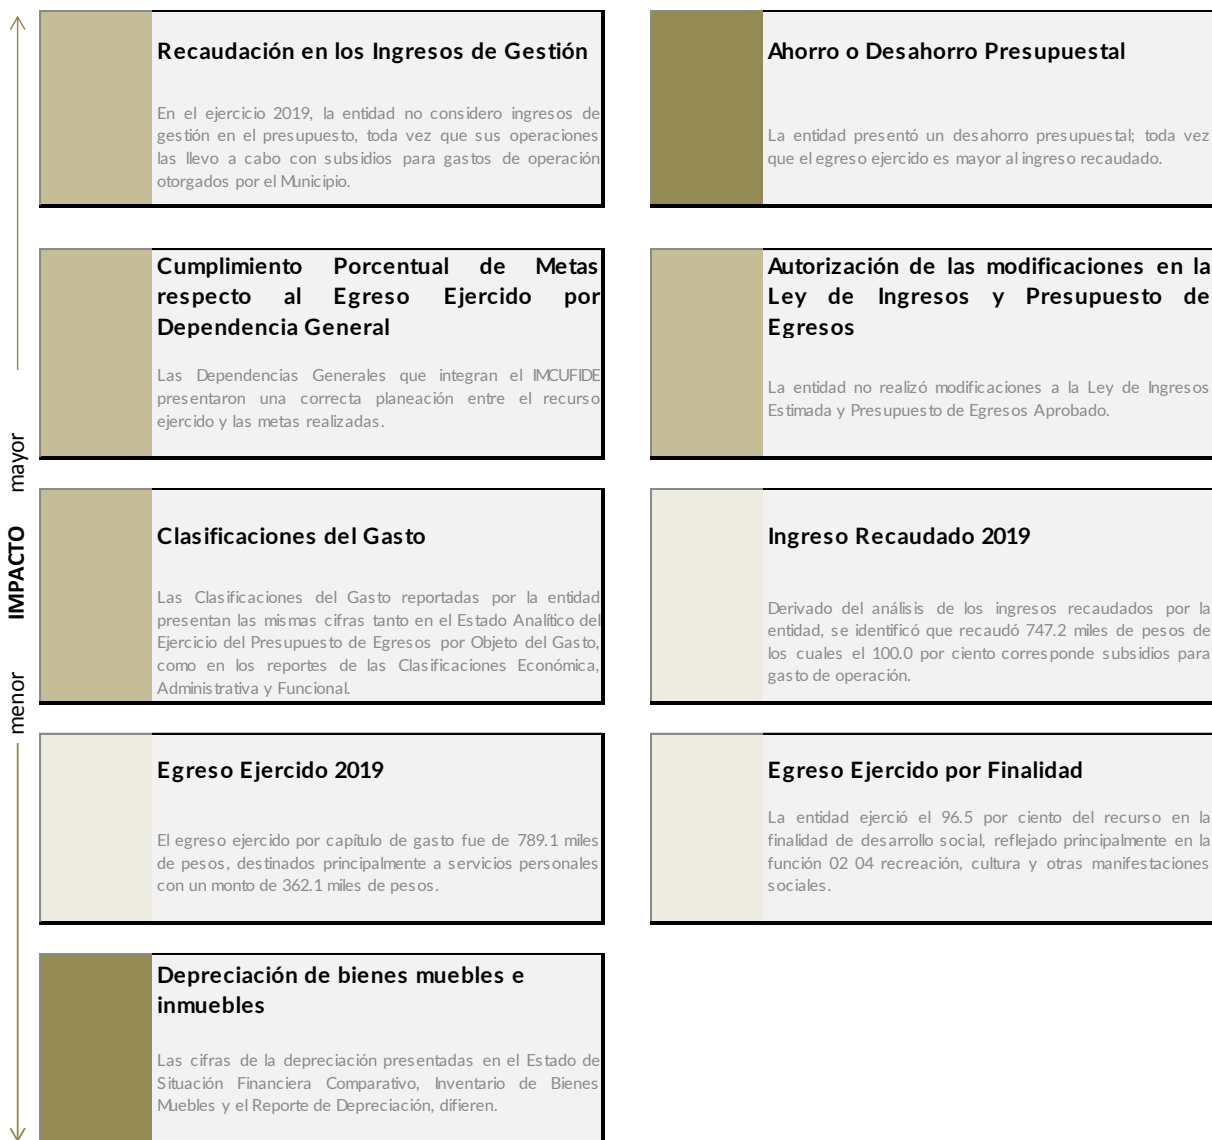 Recaudación en los Ingresos de Gestión
En el ejercicio 2019, la entidad no considero ingresos de
gestión en el presupuesto, toda vez que sus operaciones
las llevo a cabo con subsidios para gastos de operación
otorgados por el Municipio.
Ahorro o Desahorro Presupuestal
La entidad presentó un desahorro presupuestal; toda vez
que el egreso ejercido es mayor al ingreso recaudado.
Cumplimiento Porcentual de Metas
respecto al Egreso Ejercido por
Dependencia General
Las Dependencias Generales que integran el IMCUFIDE
presentaron una correcta planeación entre el recurso
ejercido y las metas realizadas.
Autorización de las modificaciones en la
Ley de Ingresos y Presupuesto de
Egresos
La entidad no realizó modificaciones a la Ley de Ingresos
Estimada y Presupuesto de Egresos Aprobado.
mayor
IMPACTO
menor
Clasificaciones del Gasto
Las Clasificaciones del Gasto reportadas por la entidad
presentan las mismas cifras tanto en el Estado Analítico del
Ejercicio del Presupuesto de Egresos por Objeto del Gasto,
como en los reportes de las Clasificaciones Económica,
Administrativa y Funcional.
Ingreso Recaudado 2019
Derivado del análisis de los ingresos recaudados por la
entidad, se identificó que recaudó 747.2 miles de pesos de
los cuales el 100.0 por ciento corresponde subsidios para
gasto de operación.
Egreso Ejercido 2019
El egreso ejercido por capítulo de gasto fue de 789.1 miles
de pesos, destinados principalmente a servicios personales
con un monto de 362.1 miles de pesos.
Egreso Ejercido por Finalidad
La entidad ejerció el 96.5 por ciento del recurso en la
finalidad de desarrollo social, reflejado principalmente en la
función 02 04 recreación, cultura y otras manifestaciones
sociales.
Depreciación de bienes muebles e
inmuebles
Las cifras de la depreciación presentadas en el Estado de
Situación Financiera Comparativo, Inventario de Bienes
Muebles y el Reporte de Depreciación, difieren.